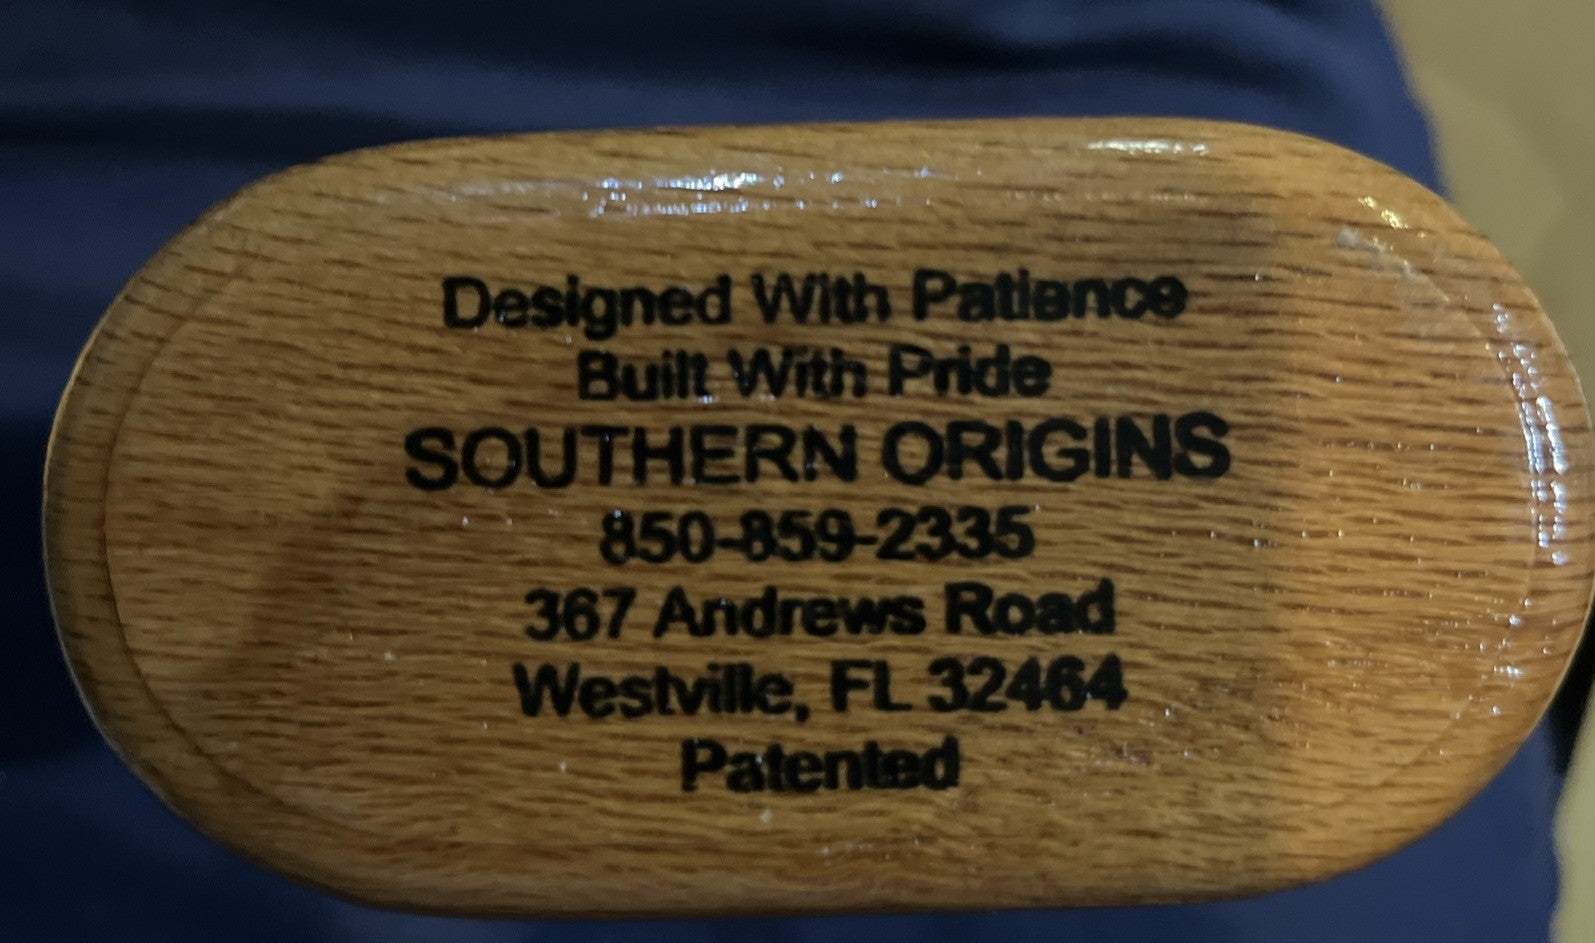 Designed With Patience
Built With Pride
SOUTHERN ORIGINS
850-859-2335
367 Andrews Road
Westville, FL 32464
Patented